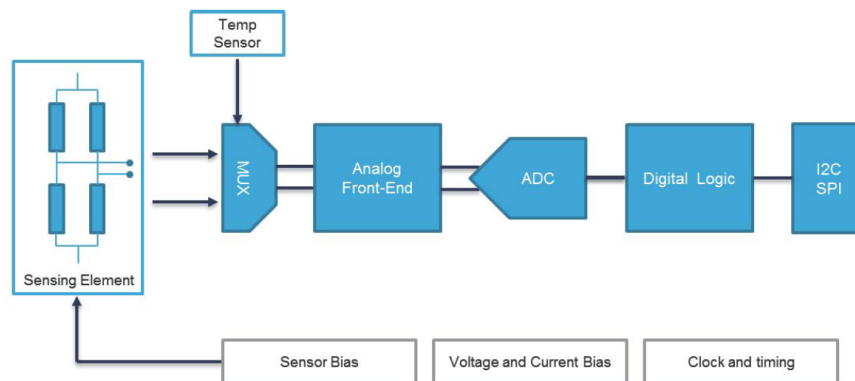 Temp
Sensor
Sensing Element
MUX
Analog
Front-End
ADC
Digital Logic
I2C
SPI
Sensor Bias
Voltage and Current Bias
Clock and timing